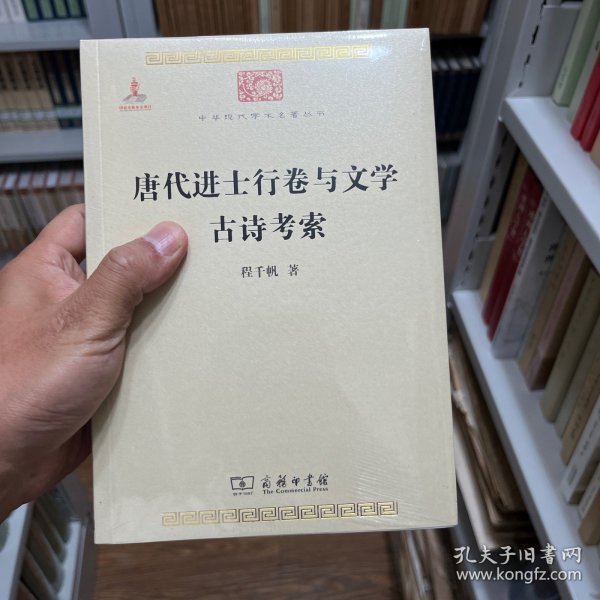 中华现代学术名著丛书
唐代进士行卷与文学
古诗考索
程千帆 著
商务印书馆
The Commercial Press
孔夫子旧书网
www.kongfz.com